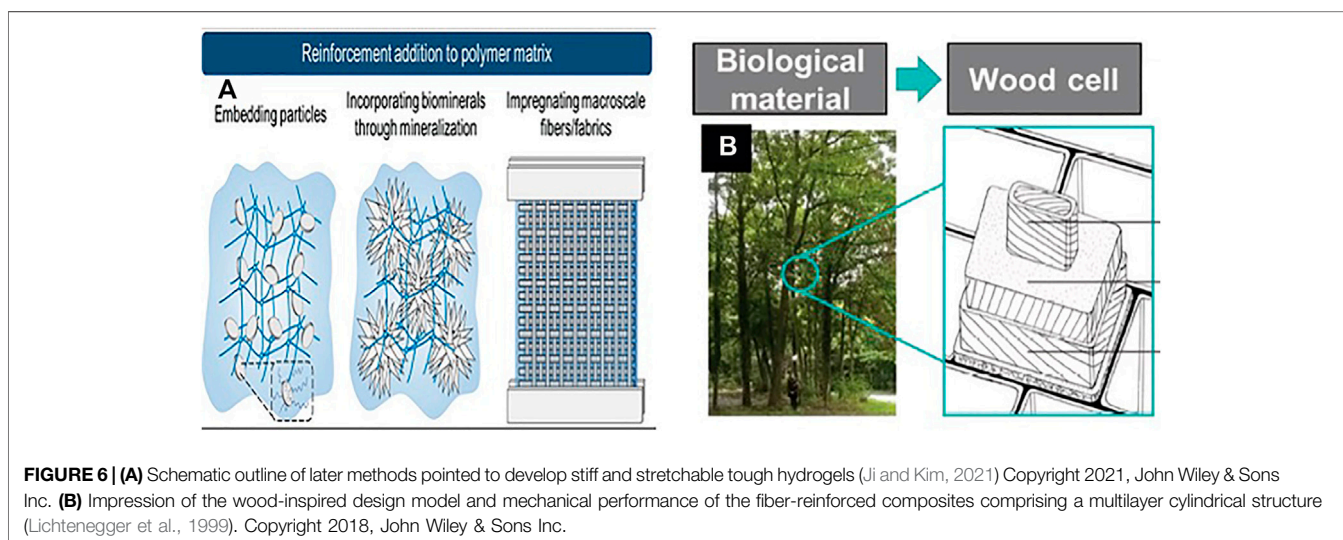 Reinforcement addition to polymer matrix
A
Embedding particles
Incorporating biominerals
through mineralization
Impregnating macroscale
fibers/fabrics
Biological
material
Wood cell
B
FIGURE 6 | (A) Schematic outline of later methods pointed to develop stiff and stretchable tough hydrogels (Ji and Kim, 2021) Copyright 2021, John Wiley & Sons
Inc. (B) Impression of the wood-inspired design model and mechanical performance of the fiber-reinforced composites comprising a multilayer cylindrical structure
(Lichtenegger et al., 1999). Copyright 2018, John Wiley & Sons Inc.